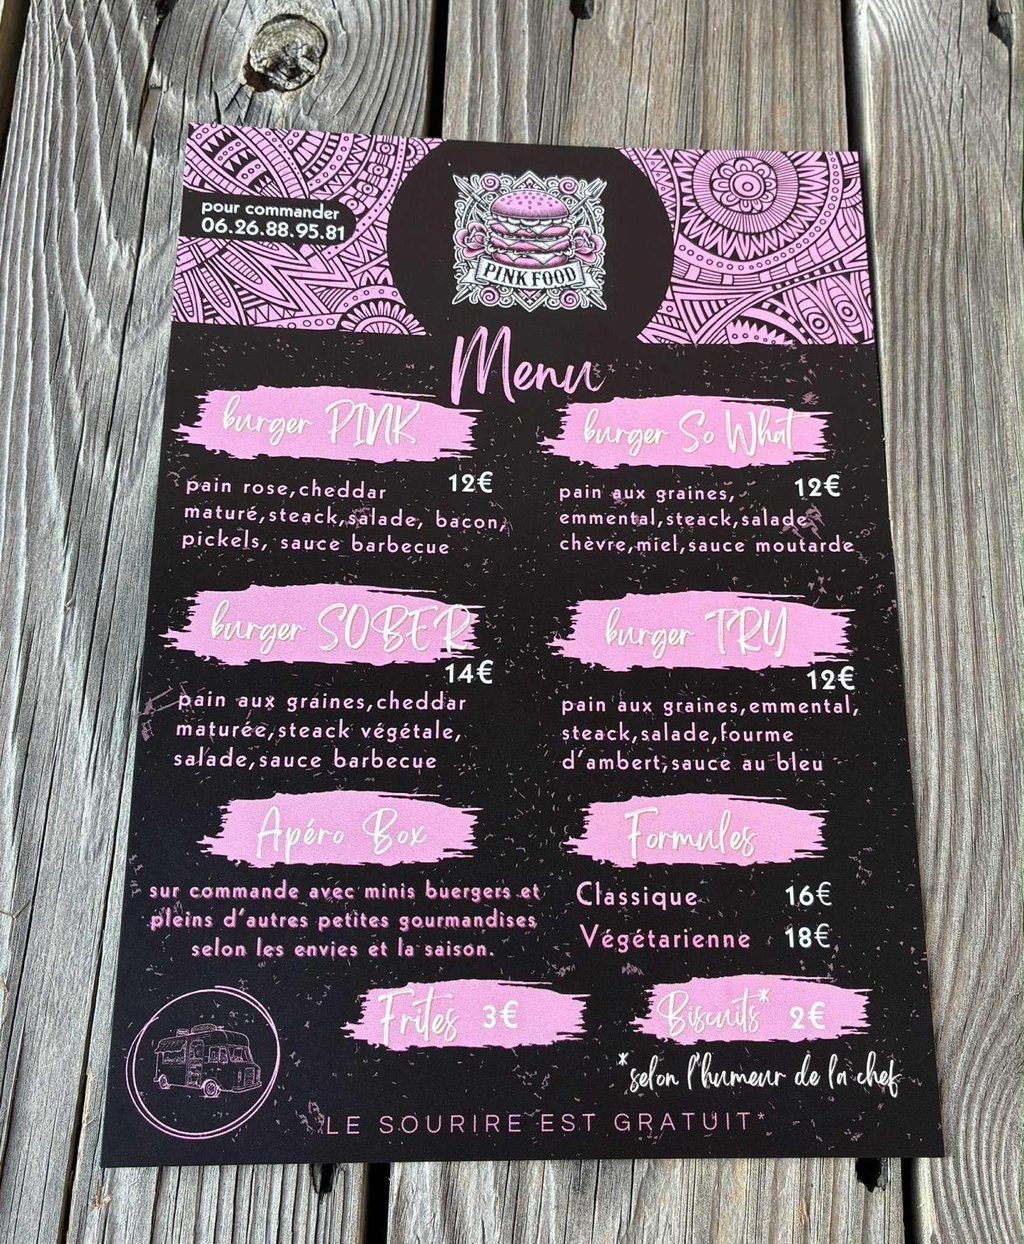 pour commander
06.26.88.95.81
PINK FOOD
Menu
burger PINK
12€
pain rose,cheddar
maturé,steack,salade, bacon,
pickels, sauce barbecue
burger So What
12€
pain aux graines,
emmental,steack,salade
chèvre,miel,sauce moutarde
burger SOBER
14€
pain aux graines,cheddar
maturée,steack végétale,
salade,sauce barbecue
burger TRY
12€
pain aux graines,emmental,
steack,salade,fourme
d'ambert,sauce au bleu
Apéro Box
sur commande avec minis buergers et
pleins d'autres petites gourmandises
selon les envies et la saison.
Formules
Classique 16€
Végétarienne 18€
Frites 3€
Biscuits* 2€
*selon l'humeur de la chef
LE SOURIRE EST GRATUIT*